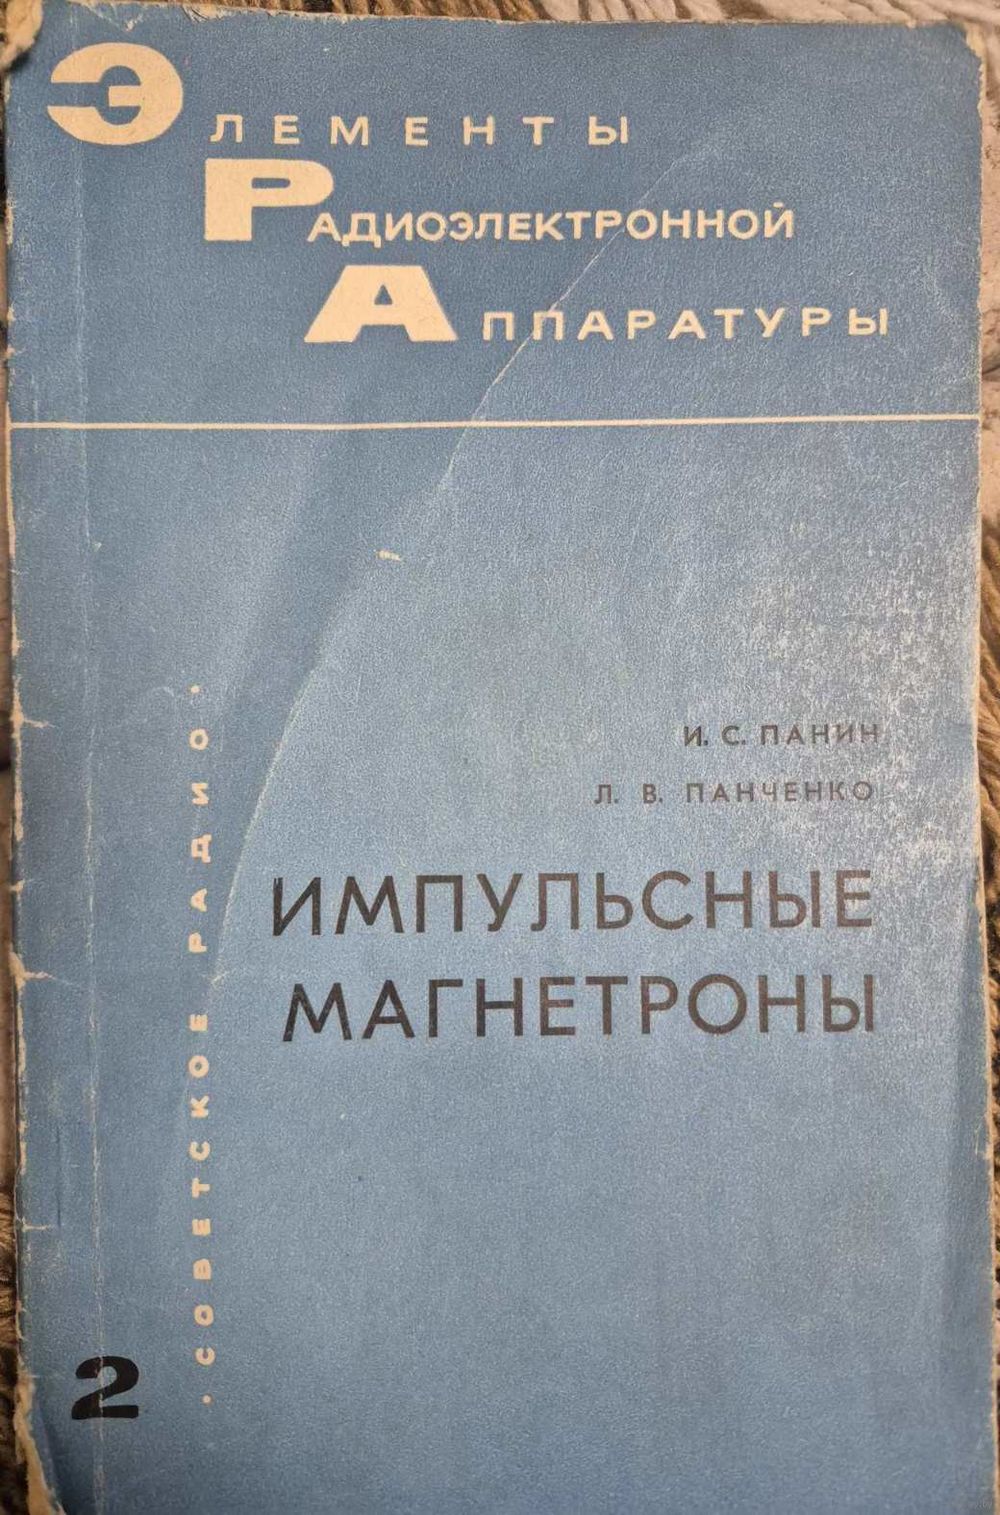 ЭЛЕМЕНТЫ
РАДИОЭЛЕКТРОННОЙ
АППАРАТУРЫ
И. С. ПАНИН
Л. В. ПАНЧЕНКО
ИМПУЛЬСНЫЕ
МАГНЕТРОНЫ
· СОВЕТСКОЕ РАДИО ·
2